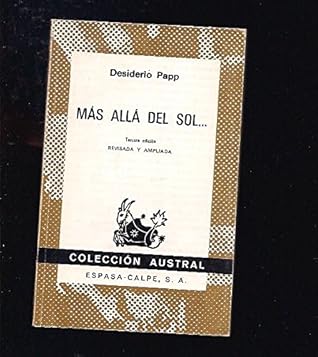 Desiderio Papp
MÁS ALLÁ DEL SOL...
Tercera edición
REVISADA Y AMPLIADA
COLECCIÓN AUSTRAL
ESPASA-CALPE, S. A.